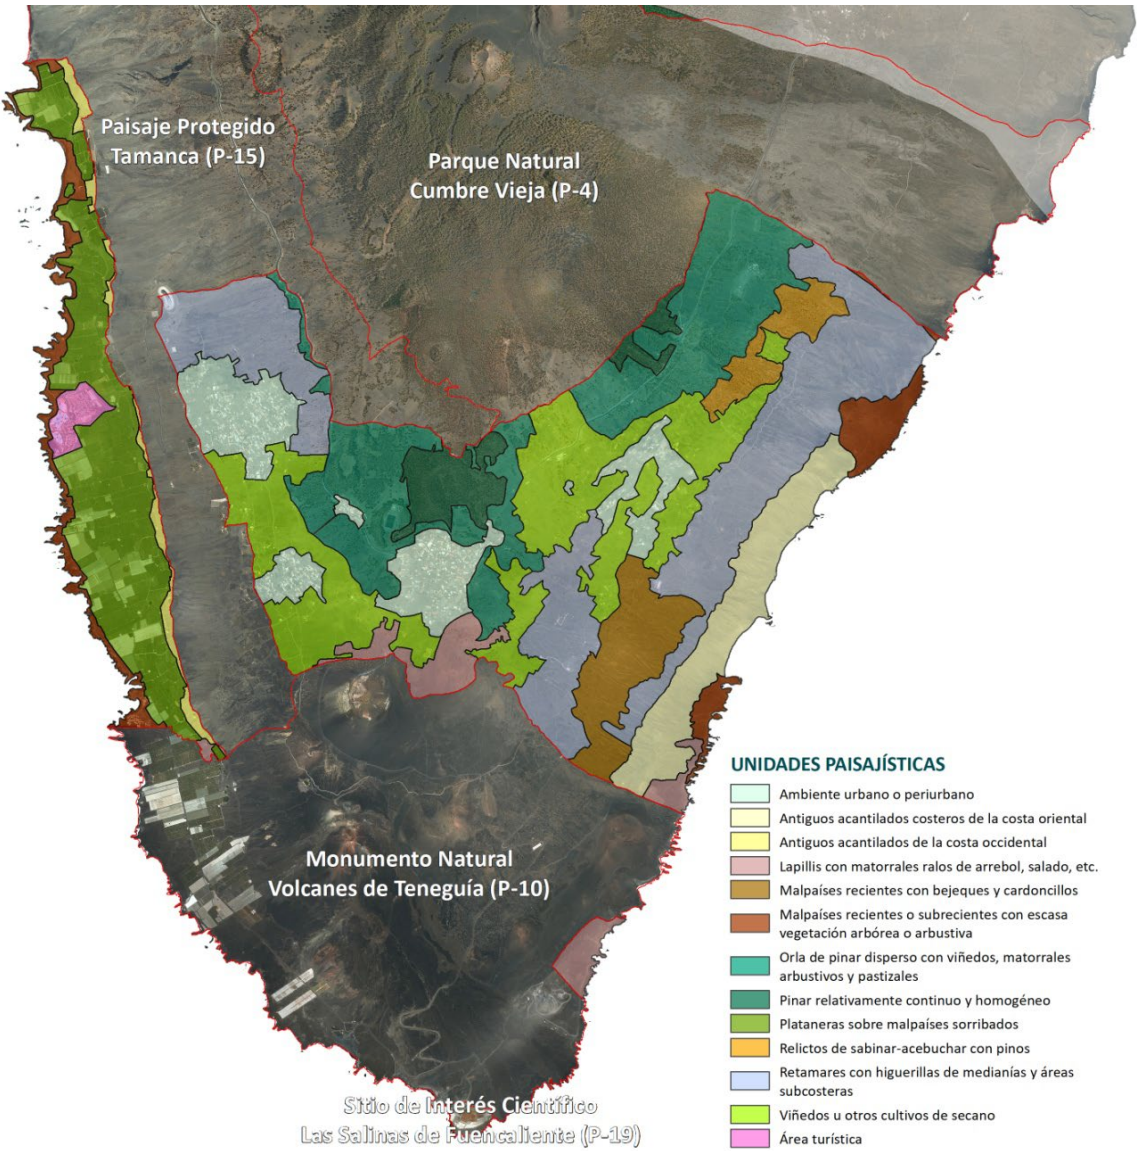 Paisaje Protegido
Tamanca (P-15)
Parque Natural
Cumbre Vieja (P-4)
Monumento Natural
Volcanes de Teneguía (P-10)
Sitio de Interés Científico
Las Salinas de Fuencaliente (P-19)
UNIDADES PAISAJÍSTICAS
Ambiente urbano o periurbano
Antiguos acantilados costeros de la costa oriental
Antiguos acantilados de la costa occidental
Lapillis con matorrales ralos de arrebol, salado, etc.
Malpaíses recientes con bejeques y cardoncillos
Malpaíses recientes o subrecientes con escasa
vegetación arbórea o arbustiva
Orla de pinar disperso con viñedos, matorrales
arbustivos y pastizales
Pinar relativamente continuo y homogéneo
Plataneras sobre malpaíses sorribados
Relictos de sabinar-acebuchar con pinos
Retamares con higuerillas de medianías y áreas
subcosteras
Viñedos u otros cultivos de secano
Área turística